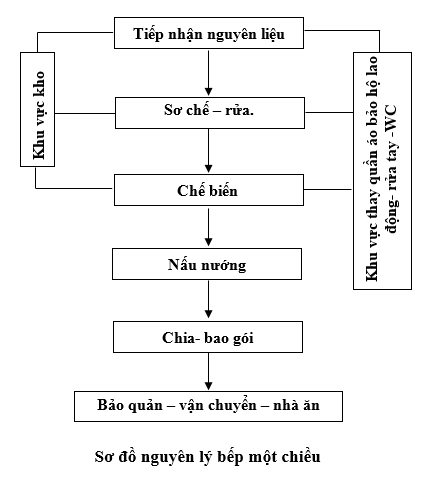 Tiếp nhận nguyên liệu
Khu vực kho
Sơ chế – rửa.
Khu vực thay quần áo bảo hộ lao
động- rửa tay -WC
Chế biến
Nấu nướng
Chia- bao gói
Bảo quản – vận chuyển – nhà ăn
Sơ đồ nguyên lý bếp một chiều